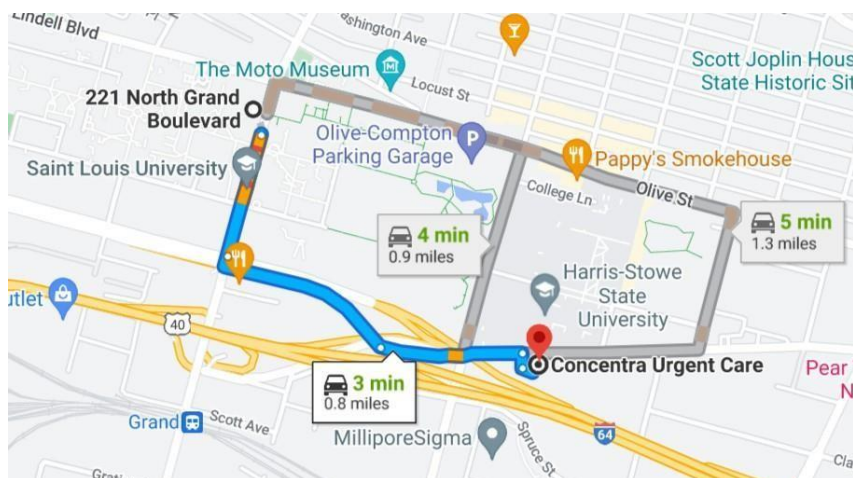 Lindell Blvd
Washington Ave
The Moto Museum
Locust St
Scott Joplin Hous
State Historic Sit
221 North Grand
Boulevard
Olive-Compton
Parking Garage
P
Saint Louis University
Pappy's Smokehouse
College Ln
Olive St
4 min
0.9 miles
5 min
1.3 miles
Harris-Stowe
State
University
utlet
40
Concentra Urgent Care
Pear
N
3 min
0.8 miles
Grand
Scott Ave
MilliporeSigma
Spruce St
64
Cla
Grati